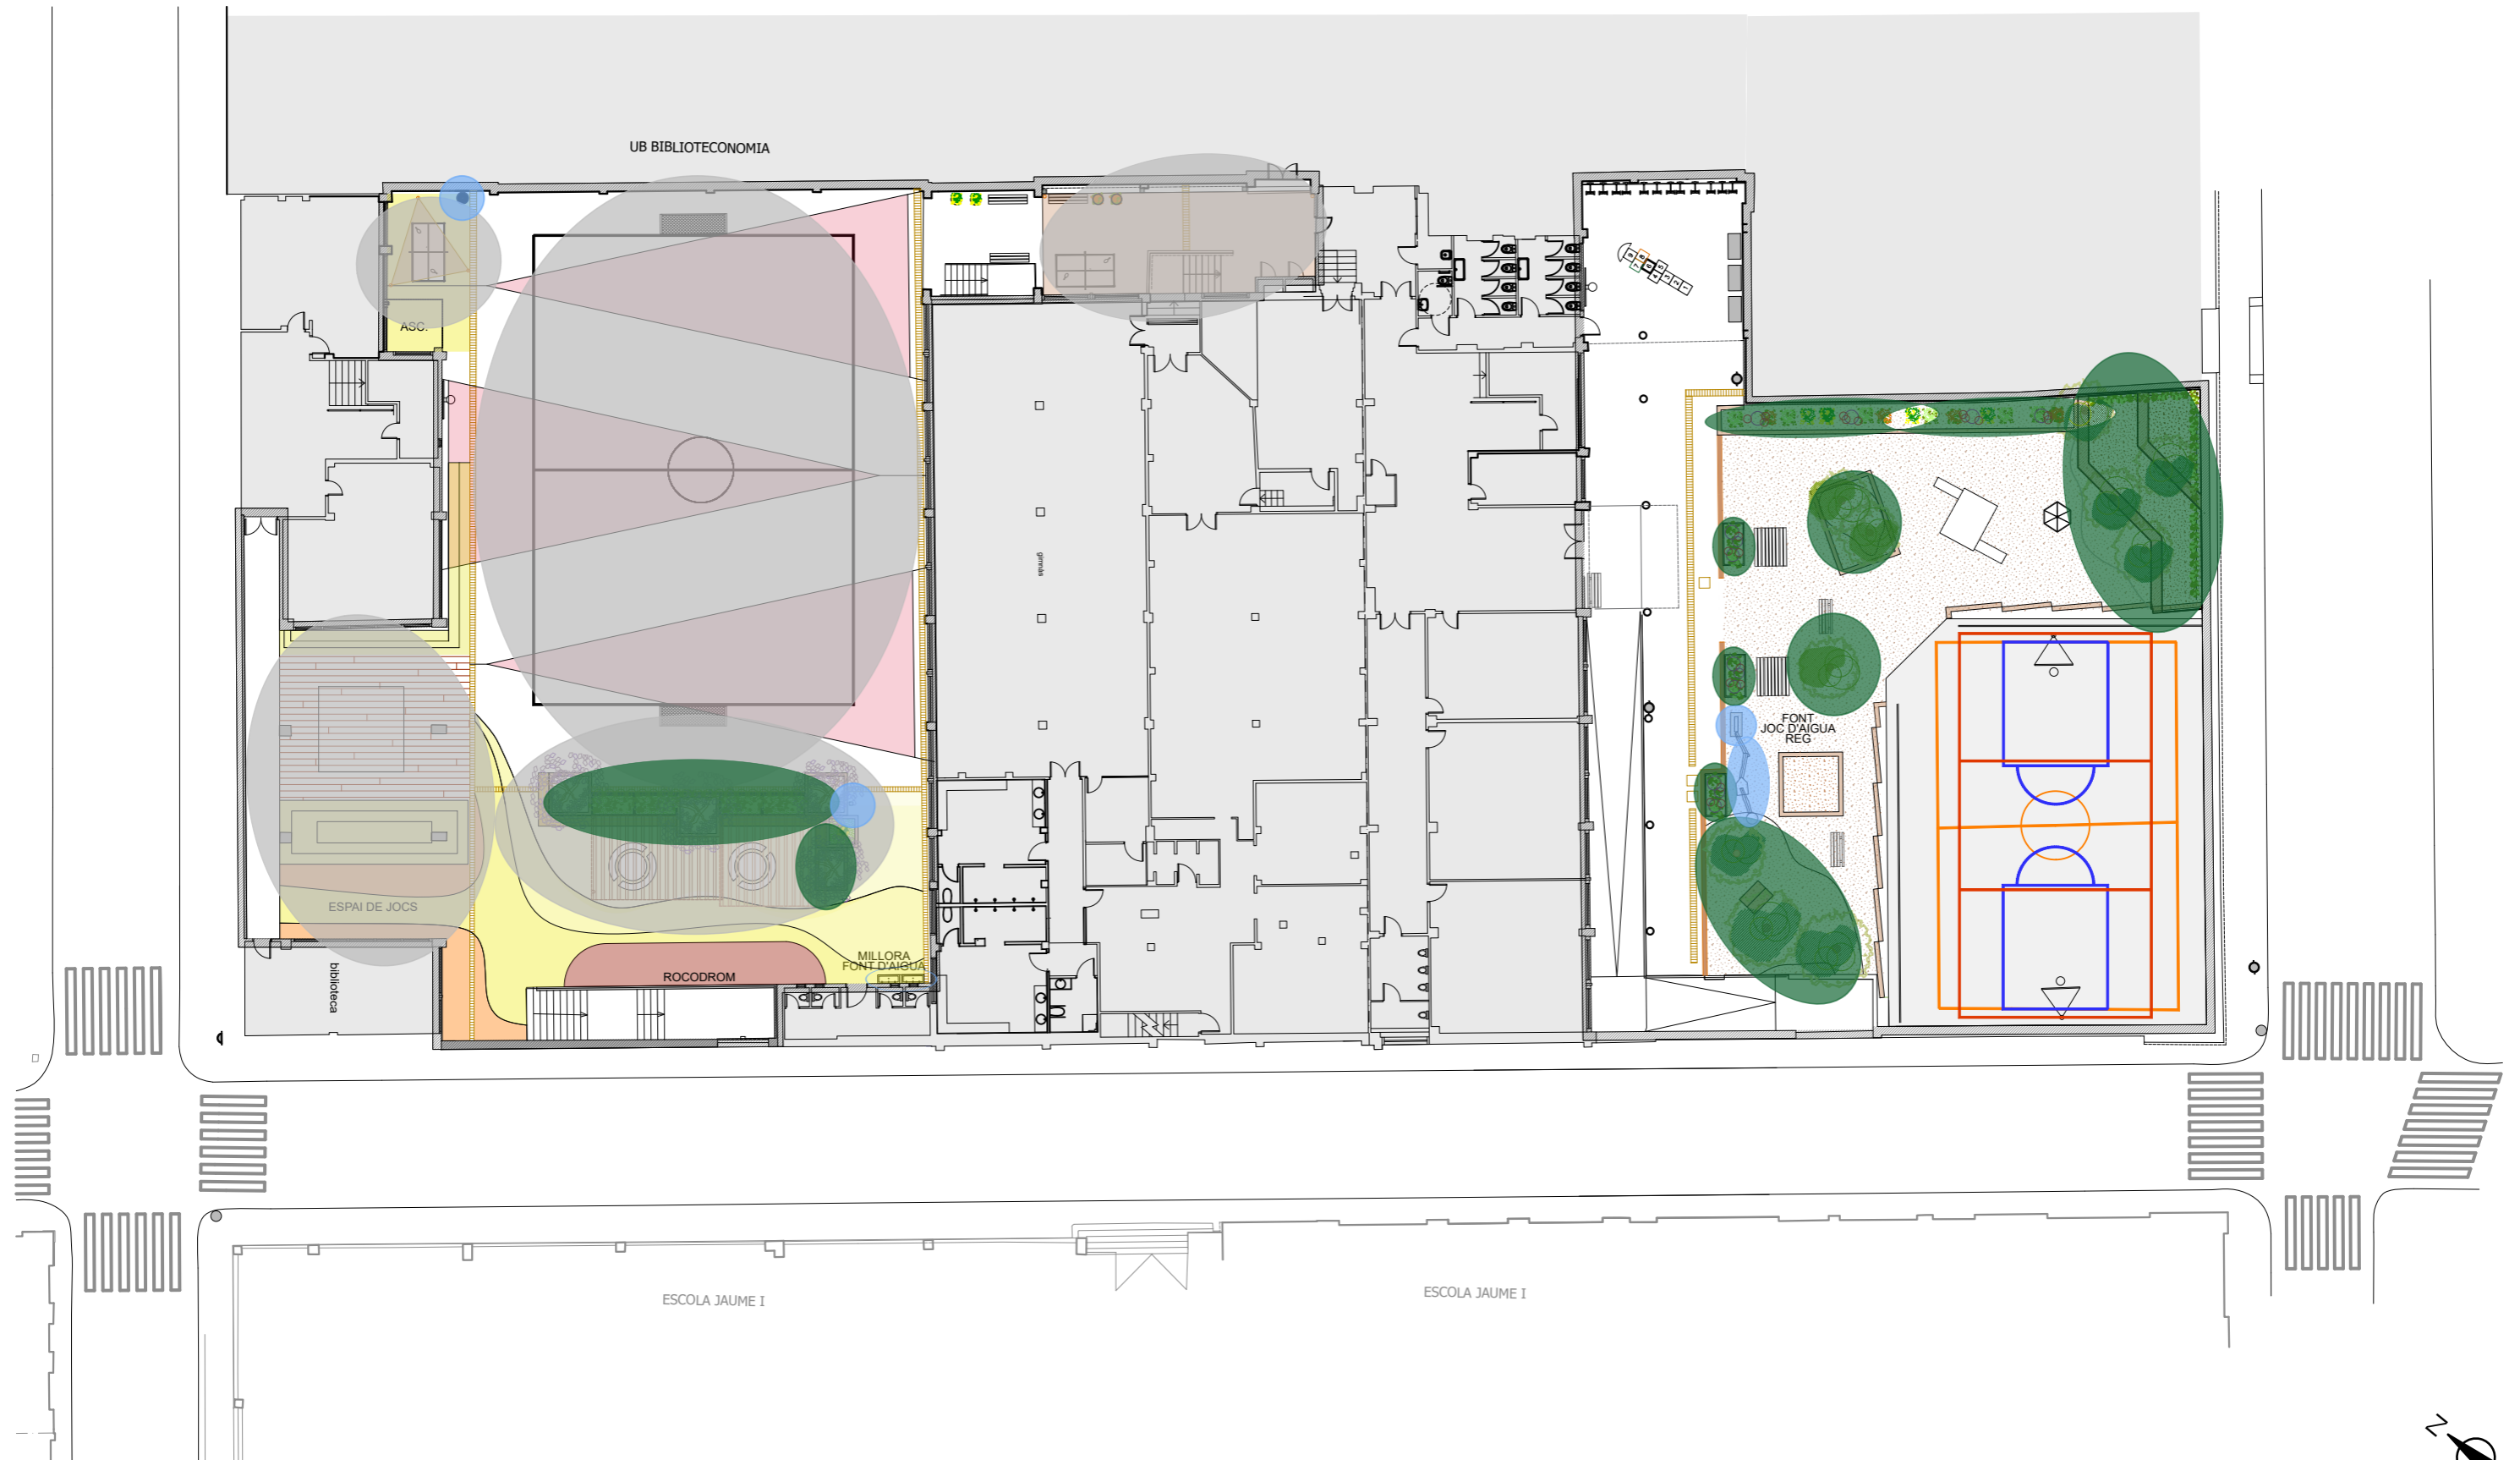 UB BIBLIOTECONOMIA
ASC.
gimnàs
FONT
JOC D'AIGUA
REG
ESPAI DE JOCS
MILLORA
FONT D'AIGUA
ROCODROM
biblioteca
ESCOLA JAUME I
ESCOLA JAUME I
N